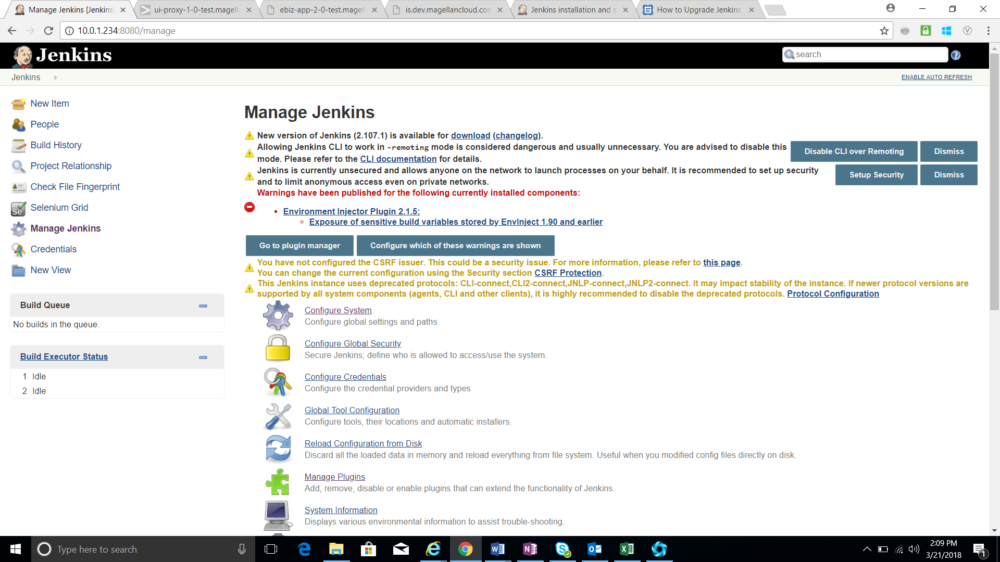 Manage Jenkins [Jenkins]
ui-proxy-1-0-test.magell
ebiz-app-2-0-test.magell
is.dev.magellancloud.com
Jenkins installation and s
How to Upgrade Jenkins
10.0.1.234:8080/manage
Jenkins
search
Jenkins
ENABLE AUTO REFRESH
New Item
People
Build History
Project Relationship
Check File Fingerprint
Selenium Grid
Manage Jenkins
Credentials
New View
Build Queue
No builds in the queue.
Build Executor Status
1 Idle
2 Idle
Manage Jenkins
New version of Jenkins (2.107.1) is available for download (changelog).
Allowing Jenkins CLI to work in -remoting mode is considered dangerous and usually unnecessary. You are advised to disable this
mode. Please refer to the CLI documentation for details.
Disable CLI over Remoting
Dismiss
Jenkins is currently unsecured and allows anyone on the network to launch processes on your behalf. It is recommended to set up security
and to limit anonymous access even on private networks.
Setup Security
Dismiss
Warnings have been published for the following currently installed components:
• Environment Injector Plugin 2.1.5:
◦ Exposure of sensitive build variables stored by EnvInject 1.90 and earlier
Go to plugin manager
Configure which of these warnings are shown
You have not configured the CSRF issuer. This could be a security issue. For more information, please refer to this page.
You can change the current configuration using the Security section CSRF Protection.
This Jenkins instance uses deprecated protocols: CLI-connect,CLI2-connect,JNLP-connect,JNLP2-connect. It may impact stability of the instance. If newer protocol versions are
supported by all system components (agents, CLI and other clients), it is highly recommended to disable the deprecated protocols. Protocol Configuration
Configure System
Configure global settings and paths.
Configure Global Security
Secure Jenkins; define who is allowed to access/use the system.
Configure Credentials
Configure the credential providers and types
Global Tool Configuration
Configure tools, their locations and automatic installers.
Reload Configuration from Disk
Discard all the loaded data in memory and reload everything from file system. Useful when you modified config files directly on disk.
Manage Plugins
Add, remove, disable or enable plugins that can extend the functionality of Jenkins.
System Information
Displays various environmental information to assist trouble-shooting.
Type here to search
2:09 PM
3/21/2018
1